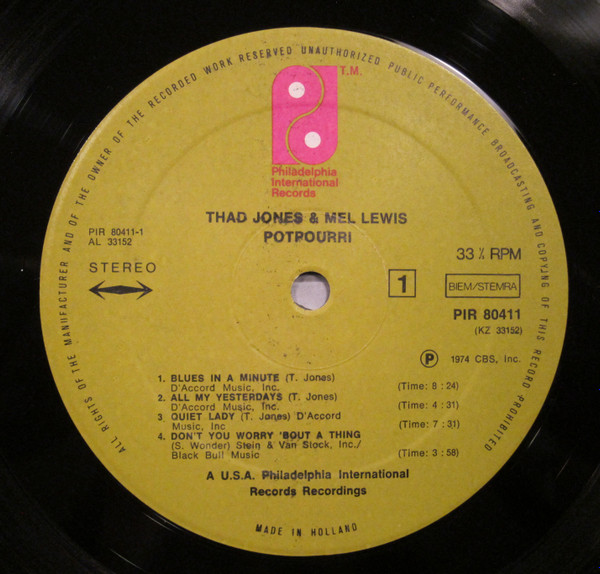 ALL RIGHTS OF THE MANUFACTURER AND OF THE OWNER OF THE RECORDED WORK RESERVED UNAUTHORIZED PUBLIC PERFORMANCE BROADCASTING AND COPYING OF THIS RECORD PROHIBITED
T.M.
Philadelphia
International
Records
THAD JONES & MEL LEWIS
POTPOURRI
PIR 80411-1
AL 33152
STEREO
33 ⅓ RPM
1
BIEM/STEMRA
PIR 80411
(KZ 33152)
Ⓟ 1974 CBS, Inc.
1. BLUES IN A MINUTE (T. Jones)
D'Accord Music, Inc. (Time: 8 : 24)
2. ALL MY YESTERDAYS (T. Jones)
D'Accord Music, Inc. (Time: 4 : 31)
3. QUIET LADY (T. Jones) D'Accord
Music, Inc (Time: 7 : 31)
4. DON'T YOU WORRY 'BOUT A THING
(S. Wonder) Stein & Van Stock, Inc./
Black Bull Music (Time: 3 : 58)
A U.S.A. Philadelphia International
Records Recordings
MADE IN HOLLAND